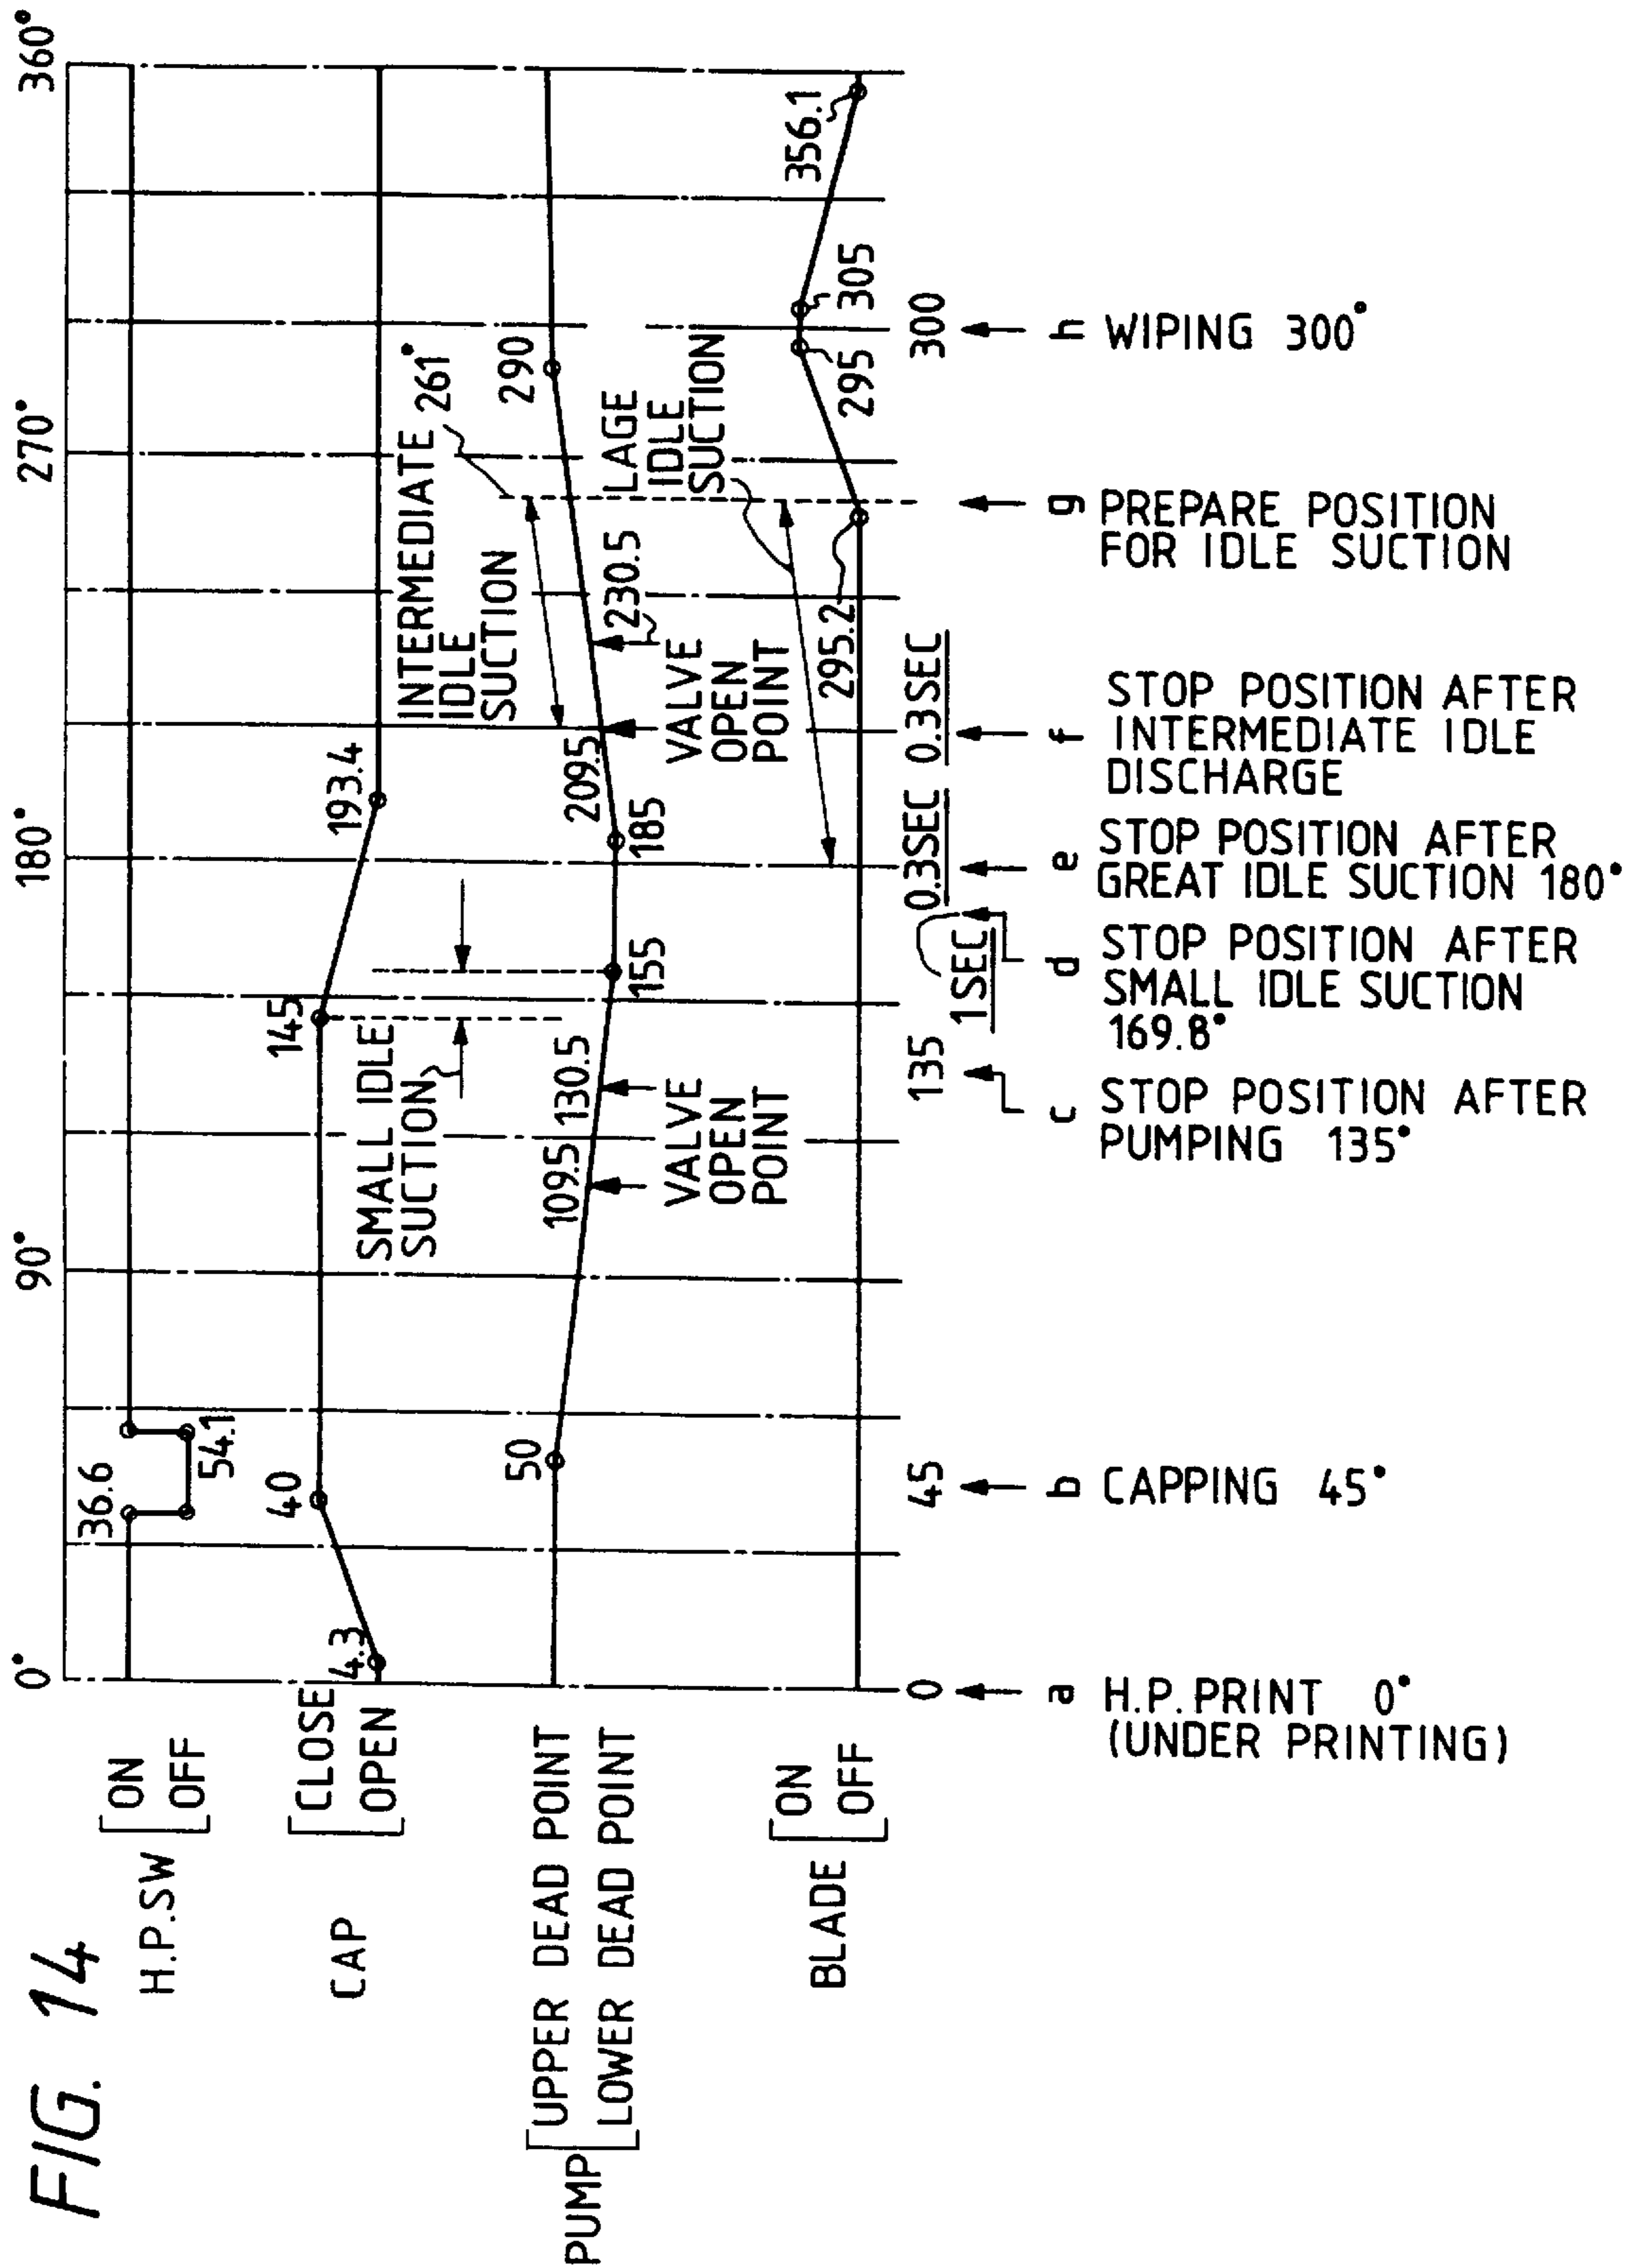 FIG. 14
0°
90°
180°
270°
360°
H.P.SW
ON
OFF
36.6
54.1
CAP
CLOSE
OPEN
4.3
40
145
193.4
SMALL IDLE
SUCTION
INTERMEDIATE
IDLE
SUCTION
261°
PUMP
UPPER DEAD POINT
LOWER DEAD POINT
50
109.5
130.5
VALVE
OPEN
POINT
155
185
209.5
230.5
VALVE
OPEN
POINT
290
LAGE
IDLE
SUCTION
BLADE
ON
OFF
295.2
295
305
356.1
0
45
135
1SEC
0.3SEC
0.3SEC
300
a
H.P.PRINT 0°
(UNDER PRINTING)
b
CAPPING 45°
c
STOP POSITION AFTER
PUMPING 135°
d
STOP POSITION AFTER
SMALL IDLE SUCTION
169.8°
e
STOP POSITION AFTER
GREAT IDLE SUCTION 180°
f
STOP POSITION AFTER
INTERMEDIATE IDLE
DISCHARGE
g
PREPARE POSITION
FOR IDLE SUCTION
h
WIPING 300°